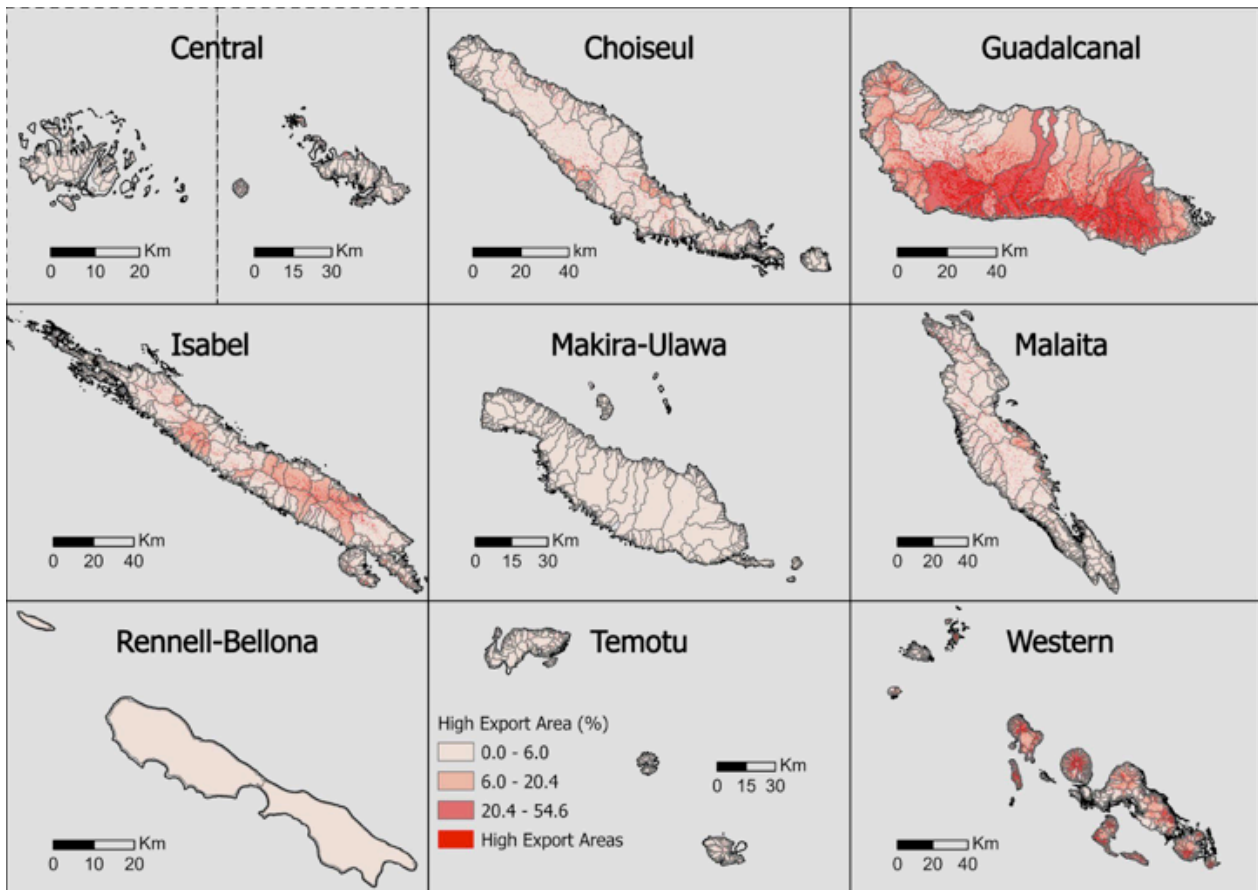 Central
Km
0 10 20
Km
0 15 30
Choiseul
km
0 20 40
Guadalcanal
Km
0 20 40
Isabel
Km
0 20 40
Makira-Ulawa
Km
0 15 30
Malaita
Km
0 20 40
Rennell-Bellona
Km
0 10 20
Temotu
High Export Area (%)
0.0 - 6.0
6.0 - 20.4
20.4 - 54.6
High Export Areas
Km
0 15 30
Western
Km
0 20 40